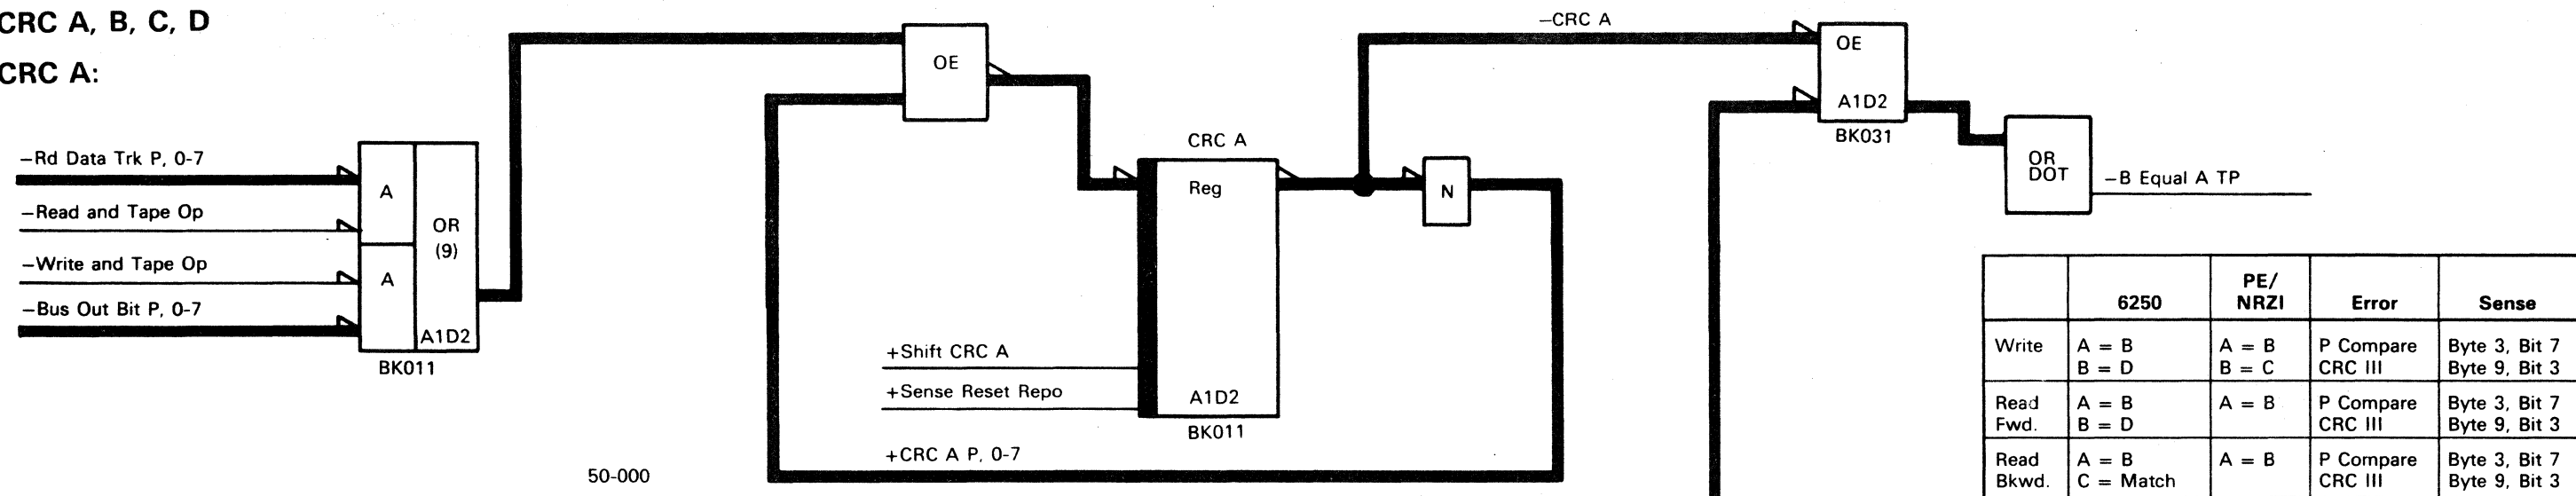 CRC A, B, C, D
CRC A:
–Rd Data Trk P, 0-7
–Read and Tape Op
–Write and Tape Op
–Bus Out Bit P, 0-7
A
A
OR
(9)
A1D2
BK011
OE
CRC A
Reg
A1D2
BK011
+Shift CRC A
+Sense Reset Repo
+CRC A P, 0-7
50-000
N
–CRC A
OE
A1D2
BK031
OR
DOT
–B Equal A TP
6250 PE/NRZI Error Sense
Write A = B A = B P Compare Byte 3, Bit 7
B = D B = C CRC III Byte 9, Bit 3
Read A = B A = B P Compare Byte 3, Bit 7
Fwd. B = D CRC III Byte 9, Bit 3
Read A = B A = B P Compare Byte 3, Bit 7
Bkwd. C = Match CRC III Byte 9, Bit 3